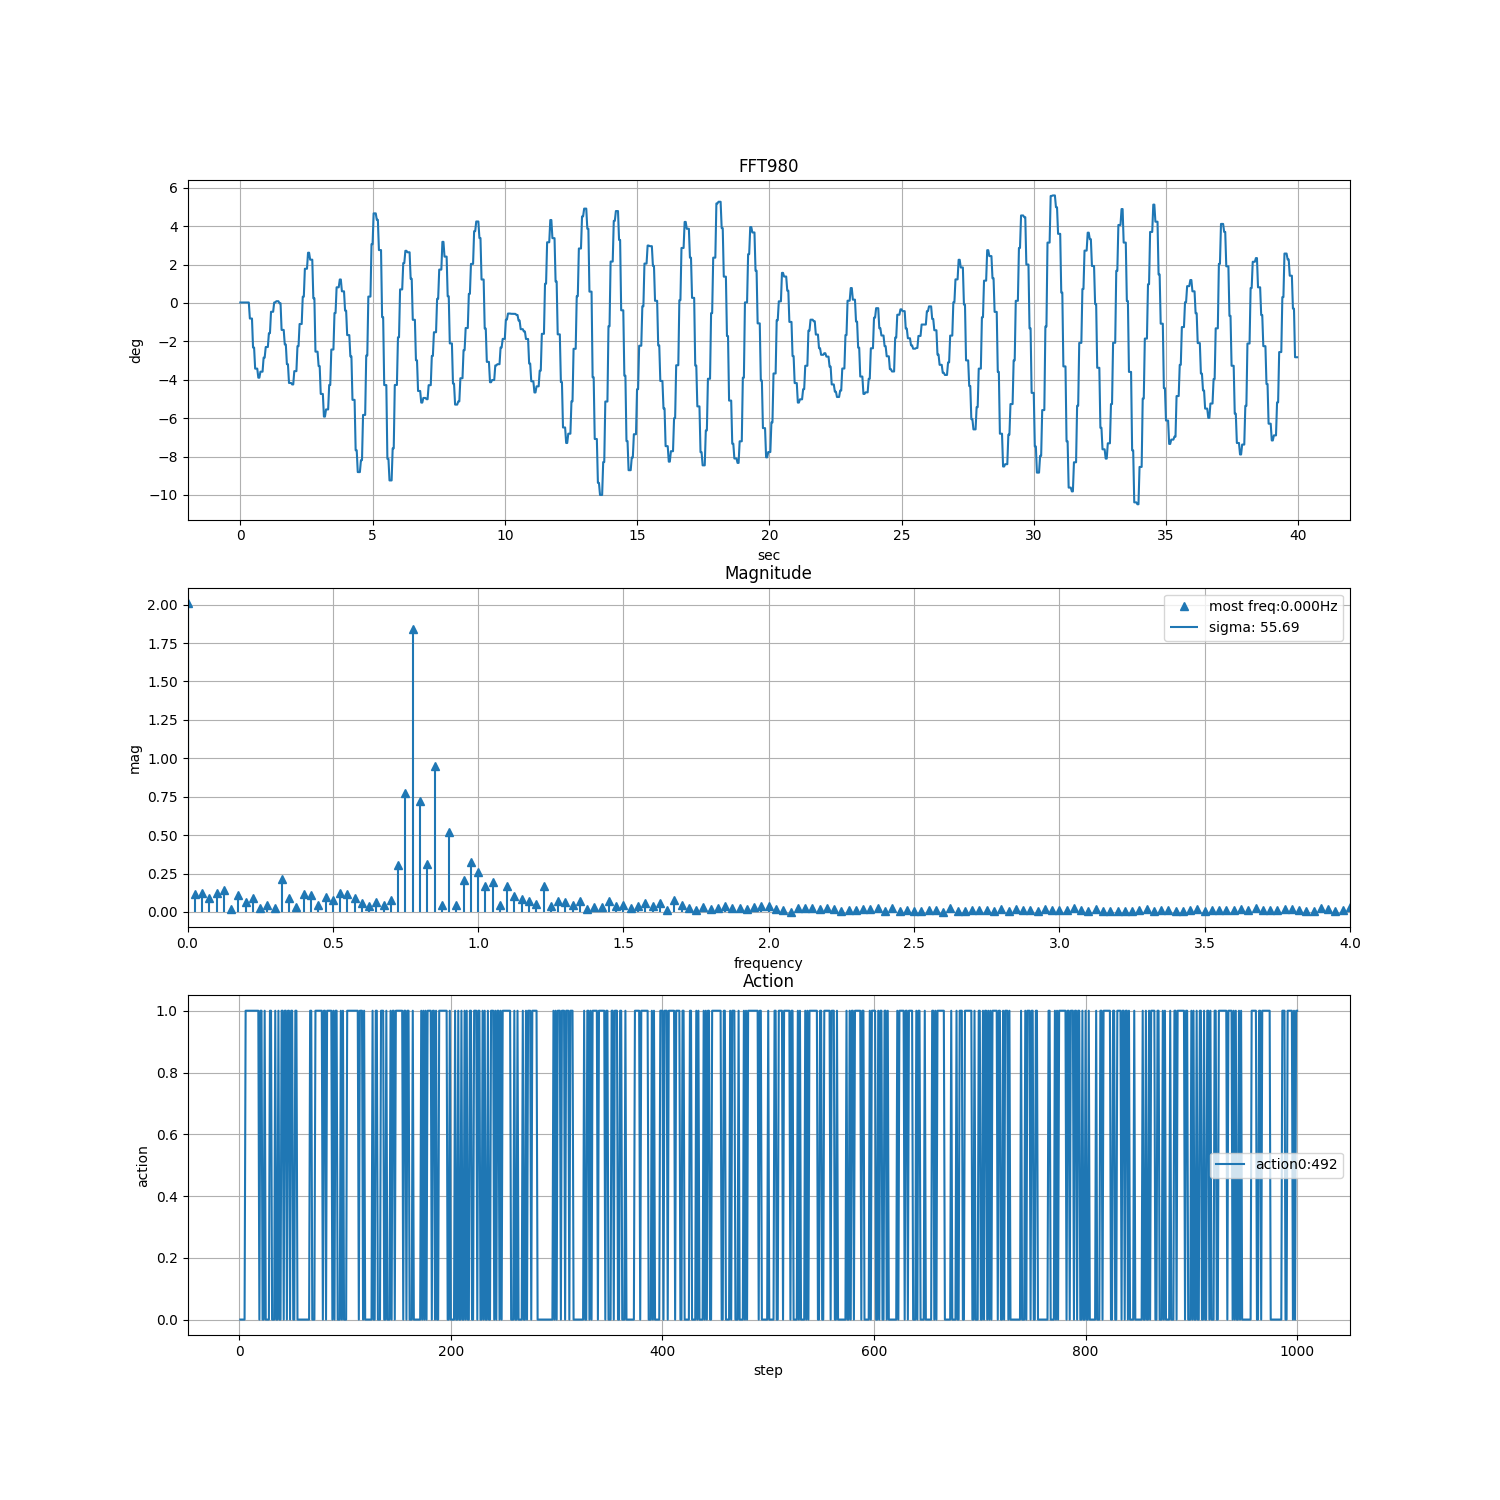 FFT980
6
4
2
0
−2
−4
−6
−8
−10
deg
0 5 10 15 20 25 30 35 40
sec
Magnitude
2.00
1.75
1.50
1.25
1.00
0.75
0.50
0.25
0.00
mag
most freq:0.000Hz
sigma: 55.69
0.0 0.5 1.0 1.5 2.0 2.5 3.0 3.5 4.0
frequency
Action
1.0
0.8
0.6
0.4
0.2
0.0
action
action0:492
0 200 400 600 800 1000
step